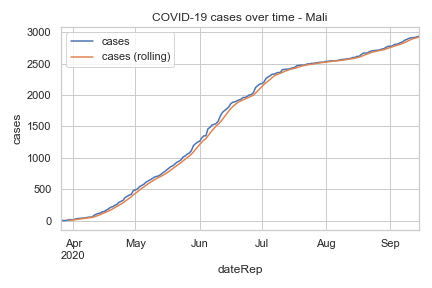 COVID-19 cases over time - Mali
cases
cases (rolling)
3000
2500
2000
1500
1000
500
0
cases
Apr
2020
May
Jun
Jul
Aug
Sep
dateRep